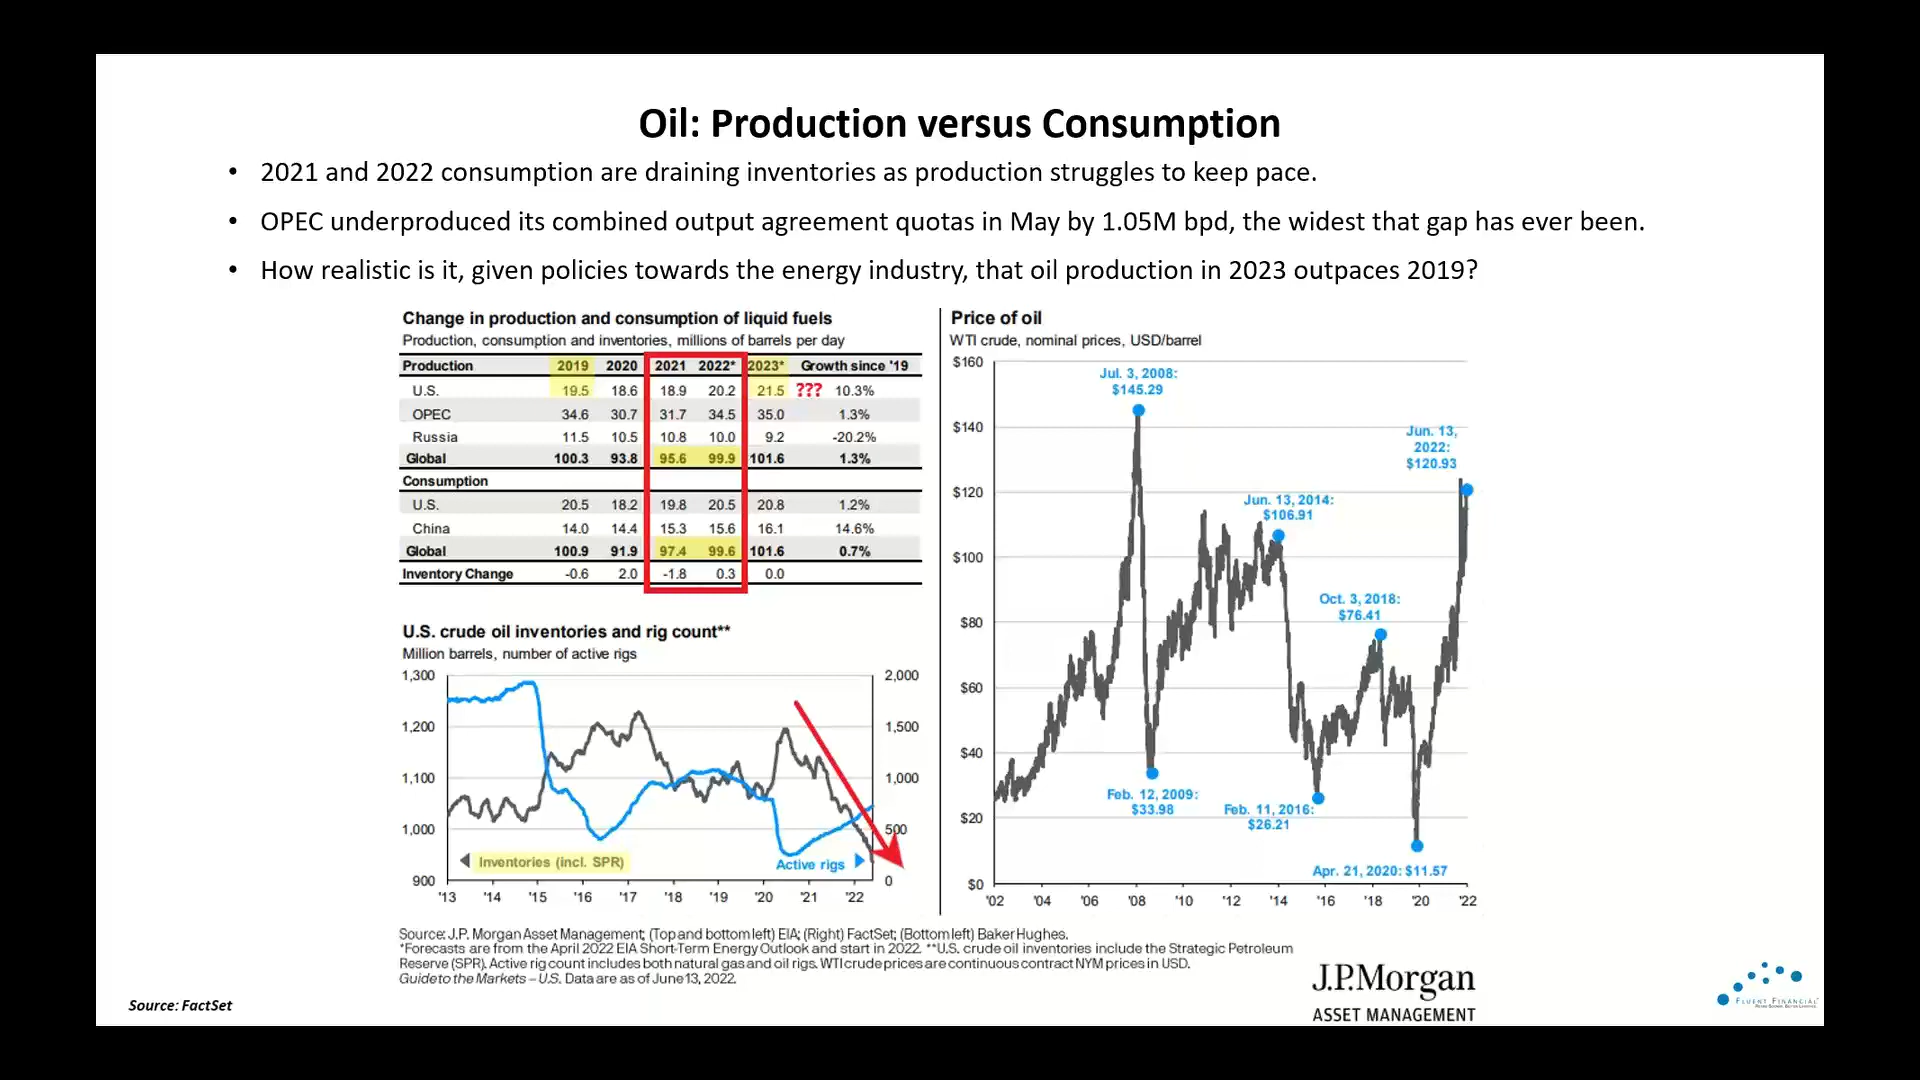 Oil: Production versus Consumption
• 2021 and 2022 consumption are draining inventories as production struggles to keep pace.
• OPEC underproduced its combined output agreement quotas in May by 1.05M bpd, the widest that gap has ever been.
• How realistic is it, given policies towards the energy industry, that oil production in 2023 outpaces 2019?
Change in production and consumption of liquid fuels
Production, consumption and inventories, millions of barrels per day
Production 2019 2020 2021 2022* 2023* Growth since '19
U.S. 19.5 18.6 18.9 20.2 21.5 ??? 10.3%
OPEC 34.6 30.7 31.7 34.5 35.0 1.3%
Russia 11.5 10.5 10.8 10.0 9.2 -20.2%
Global 100.3 93.8 95.6 99.9 101.6 1.3%
Consumption
U.S. 20.5 18.2 19.8 20.5 20.8 1.2%
China 14.0 14.4 15.3 15.6 16.1 14.6%
Global 100.9 91.9 97.4 99.6 101.6 0.7%
Inventory Change -0.6 2.0 -1.8 0.3 0.0
U.S. crude oil inventories and rig count**
Million barrels, number of active rigs
1,300 2,000
1,200 1,500
1,100 1,000
1,000 500
Inventories (incl. SPR) Active rigs
900 0
'13 '14 '15 '16 '17 '18 '19 '20 '21 '22
Price of oil
WTI crude, nominal prices, USD/barrel
$160
Jul. 3, 2008:
$145.29
$140
Jun. 13,
2022:
$120.93
$120
Jun. 13, 2014:
$106.91
$100
Oct. 3, 2018:
$76.41
$80
$60
$40
Feb. 12, 2009:
$33.98
Feb. 11, 2016:
$26.21
$20
Apr. 21, 2020: $11.57
$0
'02 '04 '06 '08 '10 '12 '14 '16 '18 '20 '22
Source: J.P. Morgan Asset Management; (Top and bottom left) EIA; (Right) FactSet; (Bottom left) Baker Hughes.
*Forecasts are from the April 2022 EIA Short-Term Energy Outlook and start in 2022. **U.S. crude oil inventories include the Strategic Petroleum
Reserve (SPR). Active rig count includes both natural gas and oil rigs. WTI crude prices are continuous contract NYM prices in USD.
Guide to the Markets – U.S. Data are as of June 13, 2022.
J.P.Morgan
ASSET MANAGEMENT
Source: FactSet
FLUENT FINANCIAL